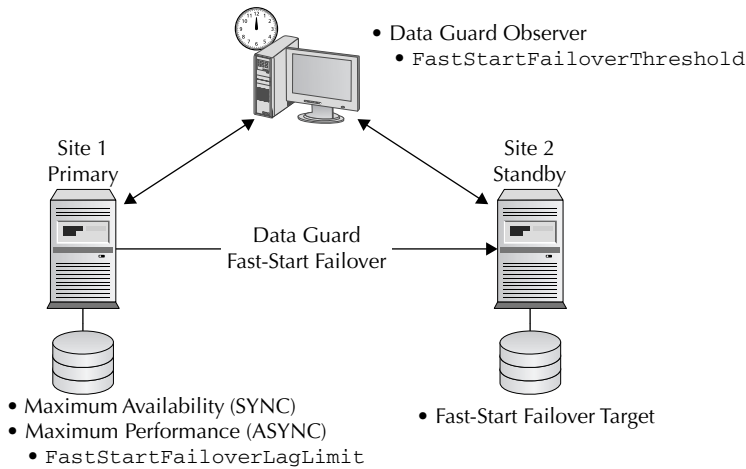 • Data Guard Observer
• FastStartFailoverThreshold
Site 1
Primary
Site 2
Standby
Data Guard
Fast-Start Failover
• Maximum Availability (SYNC)
• Maximum Performance (ASYNC)
• FastStartFailoverLagLimit
• Fast-Start Failover Target